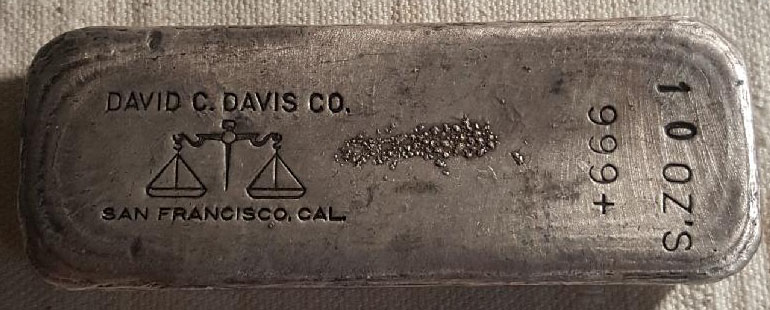 DAVID C. DAVIS CO.
SAN FRANCISCO, CAL.
999+
10 OZ'S